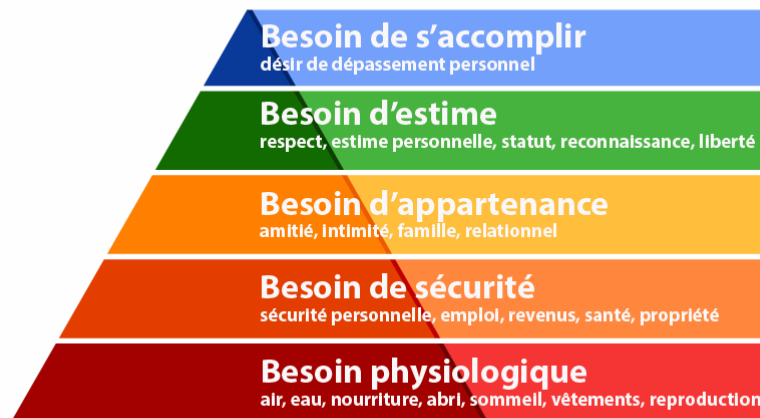 Besoin de s’accomplir
désir de dépassement personnel
Besoin d’estime
respect, estime personnelle, statut, reconnaissance, liberté
Besoin d’appartenance
amitié, intimité, famille, relationnel
Besoin de sécurité
sécurité personnelle, emploi, revenus, santé, propriété
Besoin physiologique
air, eau, nourriture, abri, sommeil, vêtements, reproduction